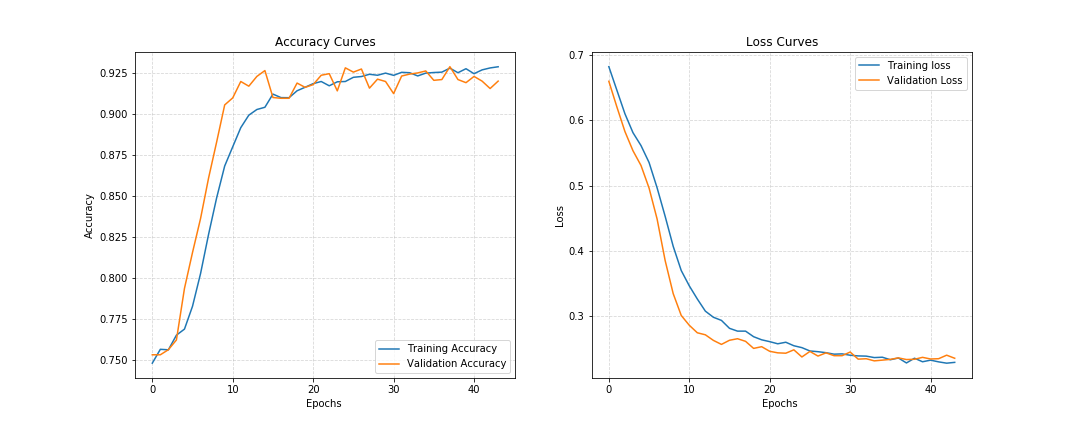 Accuracy Curves
Accuracy
0.925
0.900
0.875
0.850
0.825
0.800
0.775
0.750
0
10
20
30
40
Epochs
Training Accuracy
Validation Accuracy
Loss Curves
Loss
0.7
0.6
0.5
0.4
0.3
0
10
20
30
40
Epochs
Training loss
Validation Loss